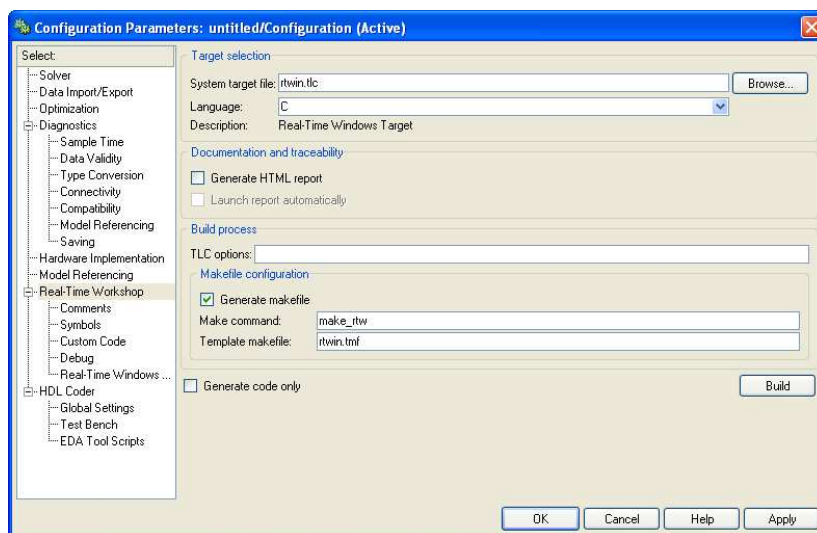 Configuration Parameters: untitled/Configuration (Active)
Select:
Solver
Data Import/Export
Optimization
Diagnostics
Sample Time
Data Validity
Type Conversion
Connectivity
Compatibility
Model Referencing
Saving
Hardware Implementation
Model Referencing
Real-Time Workshop
Comments
Symbols
Custom Code
Debug
Real-Time Windows ...
HDL Coder
Global Settings
Test Bench
EDA Tool Scripts
Target selection
System target file: rtwin.tlc Browse...
Language: C
Description: Real-Time Windows Target
Documentation and traceability
Generate HTML report
Launch report automatically
Build process
TLC options:
Makefile configuration
Generate makefile
Make command: make_rtw
Template makefile: rtwin.tmf
Generate code only Build
OK Cancel Help Apply